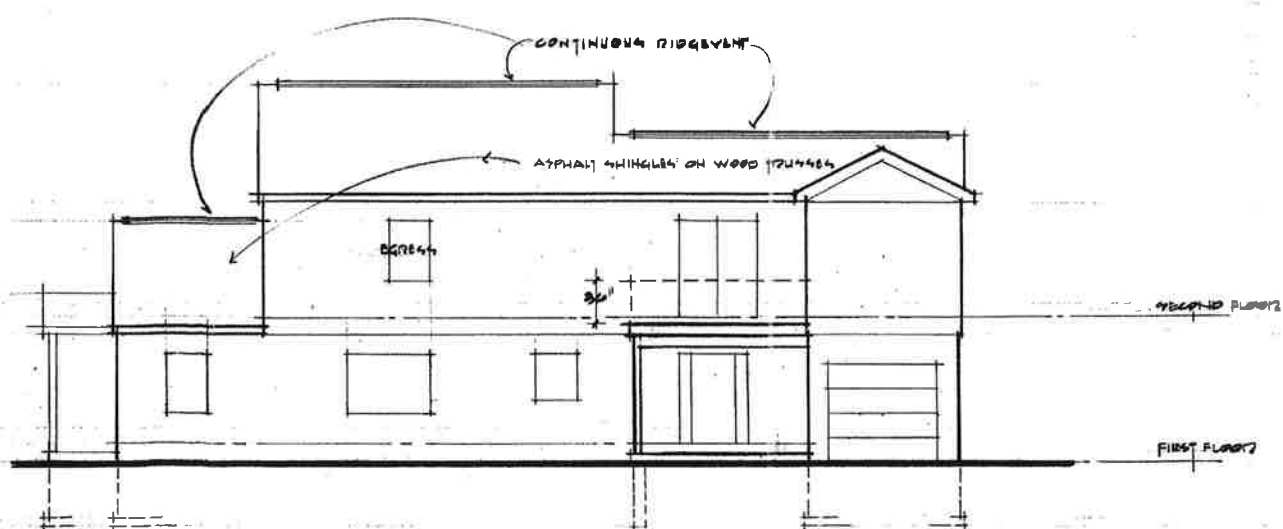 CONTINUOUS RIDGEVENT
ASPHALT SHINGLES ON WOOD TRUSSES
EGRESS
36"
SECOND FLOOR
FIRST FLOOR